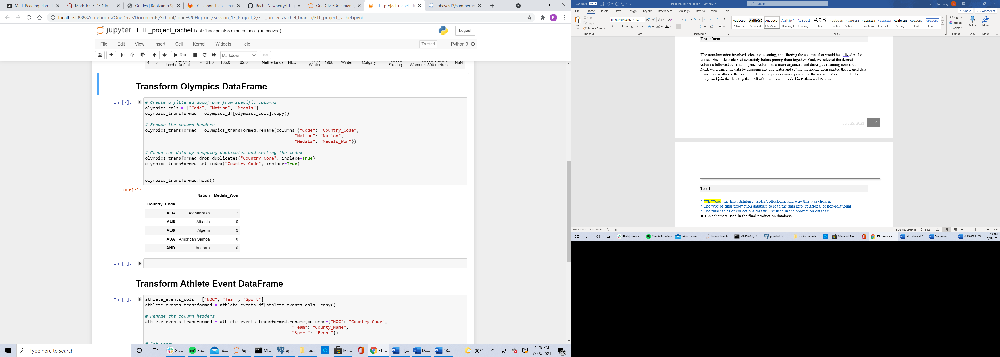 Mark Reading Plan - L
Mark 10:35-45 NIV - T
Grades | Bootcamp Sp
01-Lesson-Plans · mas
RachelNewberry/ETL_
OneDrive/Documents
ETL_project_rachel - Ju
johayes13/summer-w
localhost:8888/notebooks/OneDrive/Documents/School/John%20Hopkins/Session_13_Project_2/ETL_project/rachel_branch/ETL_project_rachel.ipynb
jupyter ETL_project_rachel Last Checkpoint: 5 minutes ago (autosaved)
Logout
File Edit View Insert Cell Kernel Widgets Help
Trusted Python 3
Run Markdown
4 5 Jacoba Aaftink F 21.0 185.0 82.0 Netherlands NED Winter 1988 Winter Calgary Skating Women's 500 metres NaN
Transform Olympics DataFrame
In [7]:
# Create a filtered dataframe from specific columns
olympics_cols = ["Code", "Nation", "Medals"]
olympics_transformed = olympics_df[olympics_cols].copy()
# Rename the column headers
olympics_transformed = olympics_transformed.rename(columns={"Code": "Country_Code",
"Nation": "Nation",
"Medals": "Medals_Won"})
# Clean the data by dropping duplicates and setting the index
olympics_transformed.drop_duplicates("Country_Code", inplace=True)
olympics_transformed.set_index("Country_Code", inplace=True)
olympics_transformed.head()
Out[7]:
Nation Medals_Won
Country_Code
AFG Afghanistan 2
ALB Albania 0
ALG Algeria 9
ASA American Samoa 0
AND Andorra 0
In [ ]:
Transform Athlete Event DataFrame
In [ ]:
athlete_events_cols = ["NOC", "Team", "Sport"]
athlete_events_transformed = athlete_events_df[athlete_events_cols].copy()
# Rename the column headers
athlete_events_transformed = athlete_events_transformed.rename(columns={"NOC": "Country_Code",
"Team": "County_Name",
"Sport": "Event"})
# Set index
Type here to search
Sla... Sp... Inb... Jup... MI... pg... rac... Mic... ETL... etl_... Do... 48...
90°F
1:29 PM
7/28/2021
25
AutoSave On etl_technical_final_report - Saving... Search Rachel Newberry RN
File Home Insert Draw Design Layout References Mailings Review View Help Share Comments
Paste Cut Copy Format Painter
Times New Roma 12
Normal Standard No Spac... Heading 1 Heading 2 Title Subtitle Subtle Em... Emphasis Intense E... Strong Quote Intense Q...
Find Replace Select Dictate Editor
Clipboard Font Paragraph Styles Editing Voice Editor
Transform
The transformation involved selecting, cleaning, and filtering the columns that would be utilized in the
tables. Each file is cleaned separately before joining them together. First, we selected the desired
columns followed by renaming each column to a more organized and descriptive naming convention.
Next, we cleaned the data by dropping any duplicates and setting the index. Then printed the cleaned data
frame to visually see the outcome. The same process was repeated for the second data set in order to
merge and join the data together. All of the steps were coded in Python and Pandas.
July 29, 2021 2
Load
* **L**oad: the final database, tables/collections, and why this was chosen.
* The type of final production database to load the data into (relational or non-relational).
* The final tables or collections that will be used in the production database.
■ The schemata used in the final production database.
Page 3 of 3 519 words Display Settings Focus 120%
Slack | project-... Spotify Premium Inbox - Yahoo ... Jupyter Noteb... MINGW64:/c/... pgAdmin 4 rachel_branch Microsoft Store ETL_project_ra... etl_technical_fi... Document1 - ... 484199734 - W...
1:29 PM
7/28/2021